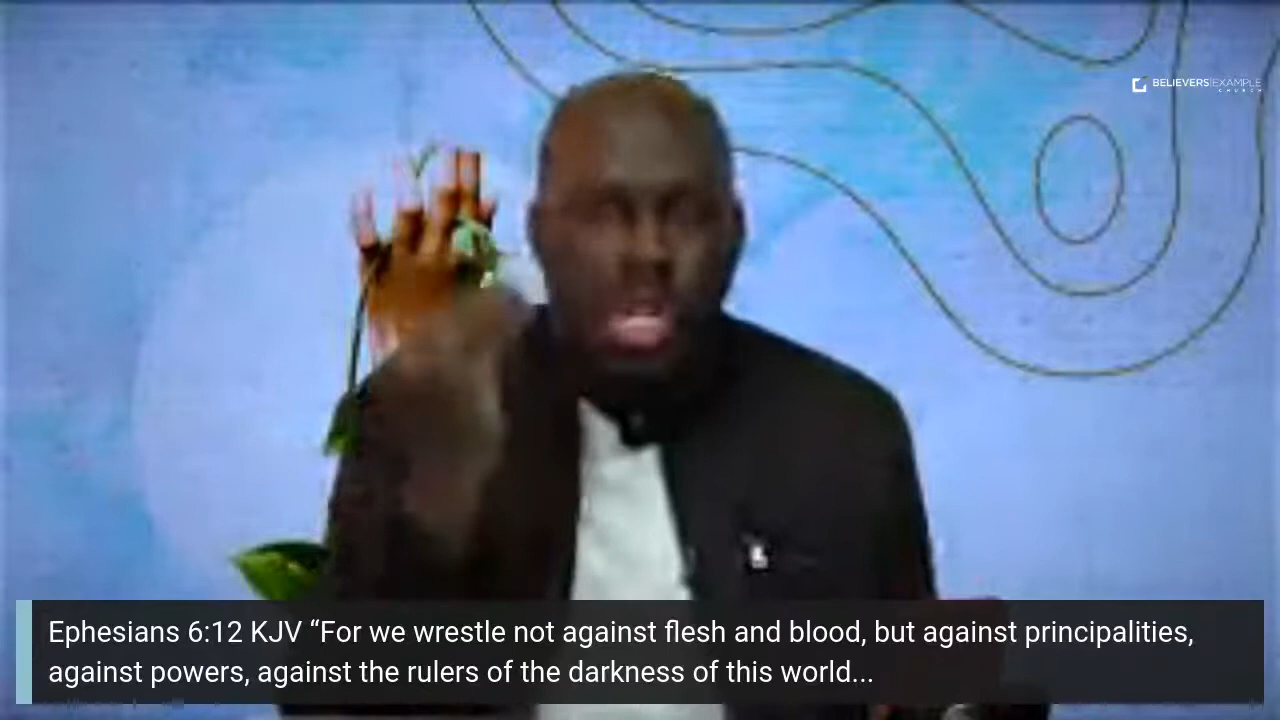 BELIEVERS EXAMPLE
CHURCH
Ephesians 6:12 KJV “For we wrestle not against flesh and blood, but against principalities,
against powers, against the rulers of the darkness of this world...